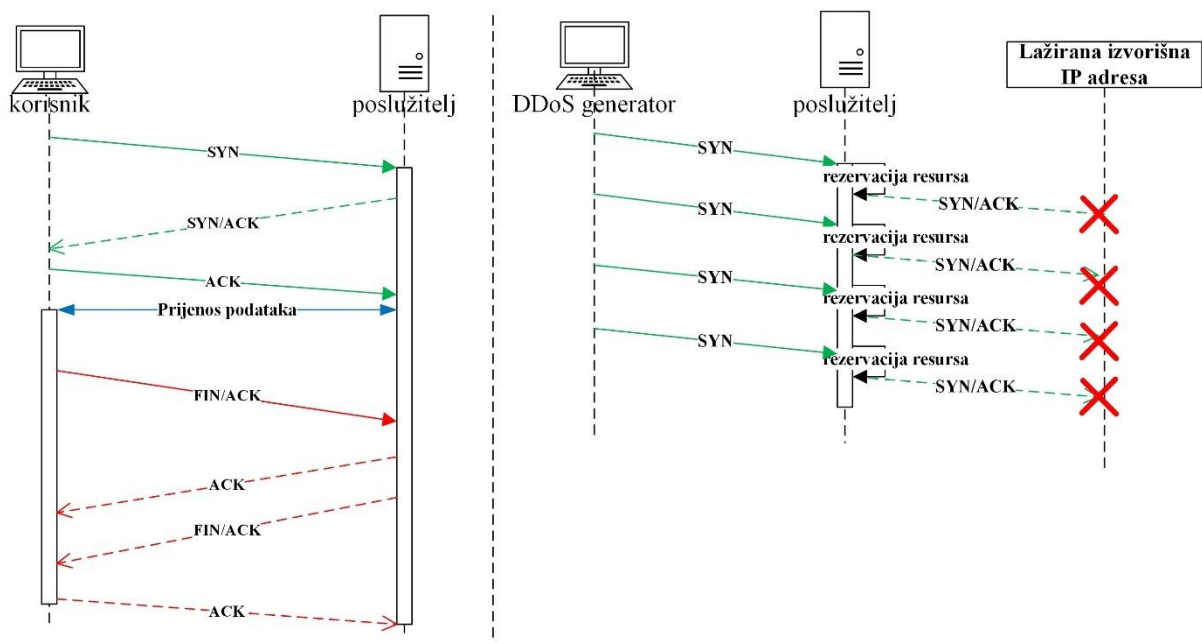 korisnik
poslužitelj
SYN
SYN/ACK
ACK
Prijenos podataka
FIN/ACK
ACK
FIN/ACK
ACK
DDoS generator
poslužitelj
Lažirana izvorišna
IP adresa
SYN
rezervacija resursa
SYN/ACK
SYN
rezervacija resursa
SYN/ACK
SYN
rezervacija resursa
SYN/ACK
SYN
rezervacija resursa
SYN/ACK